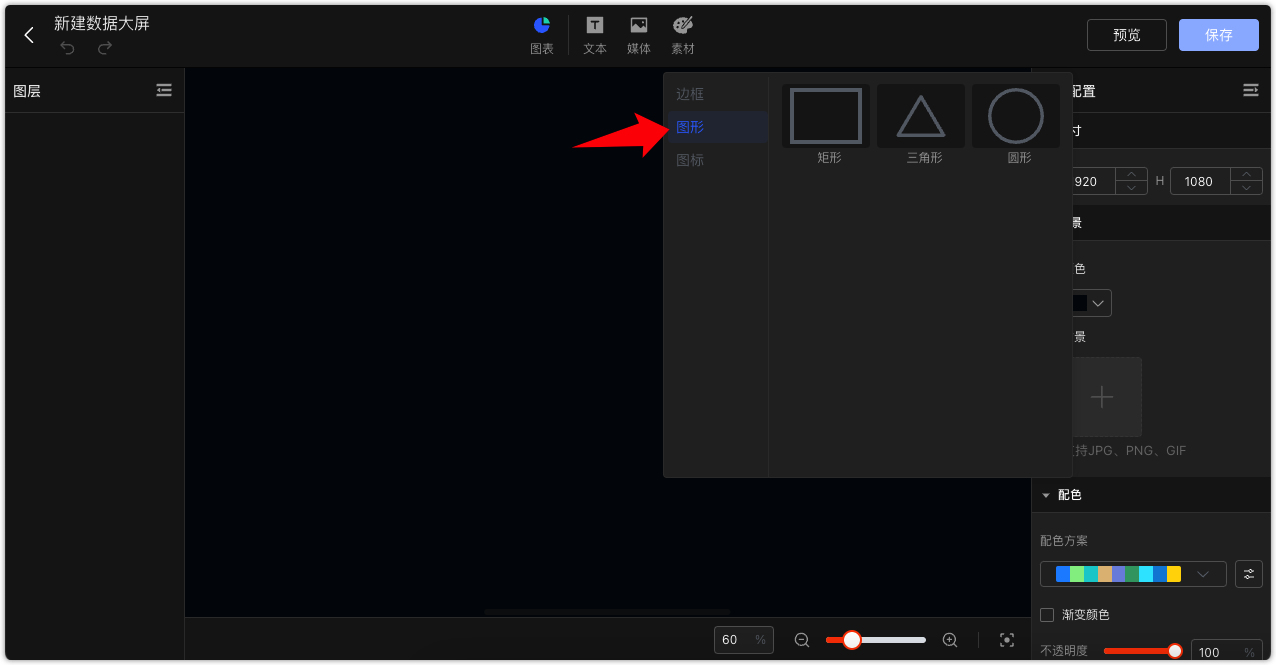 新建数据大屏
图表
文本
媒体
素材
预览
保存
图层
边框
图形
图标
矩形
三角形
圆形
配置
寸
920
H
1080
景
色
景
持JPG、PNG、GIF
配色
配色方案
渐变颜色
60 %
不透明度
100 %